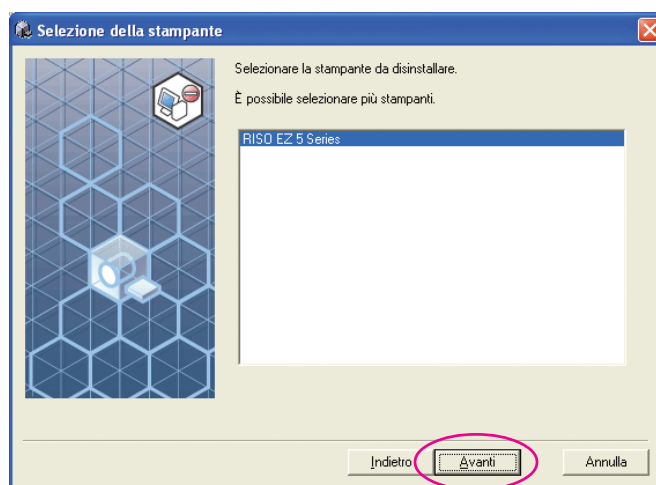 Selezione della stampante
Selezionare la stampante da disinstallare.
È possibile selezionare più stampanti.
RISO EZ 5 Series
Indietro Avanti Annulla